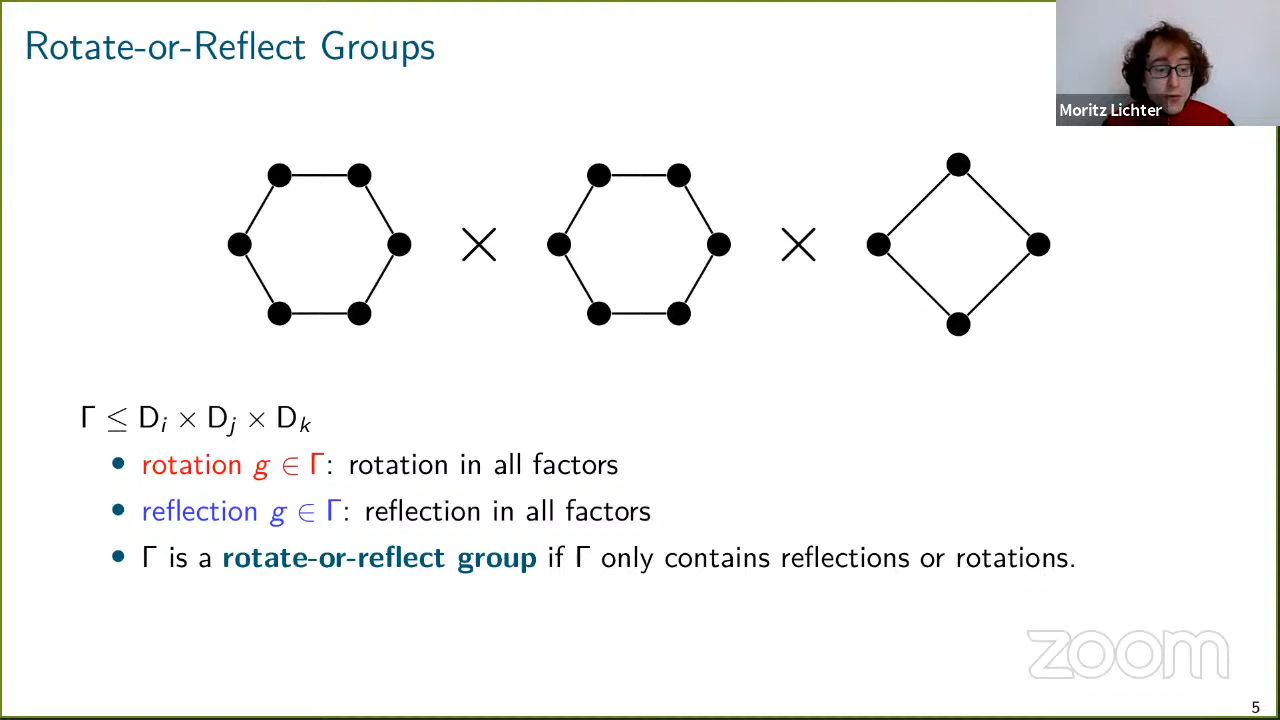 Rotate-or-Reflect Groups
Moritz Lichter
× ×
Γ ≤ D_i × D_j × D_k
• rotation g ∈ Γ: rotation in all factors
• reflection g ∈ Γ: reflection in all factors
• Γ is a rotate-or-reflect group if Γ only contains reflections or rotations.
zoom
5